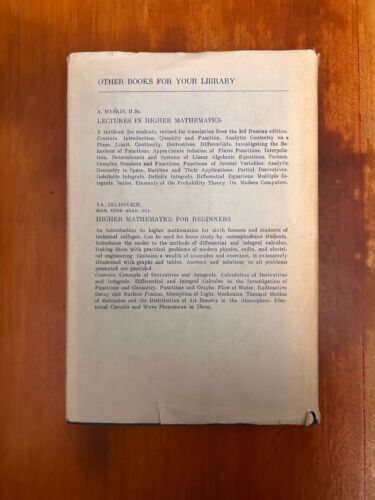 OTHER BOOKS FOR YOUR LIBRARY
A. MYŠKIS, D.Sc.
LECTURES IN HIGHER MATHEMATICS
A textbook for students, revised for translation from the 3rd Russian edition.
Contents. Introduction. Quantity and Function. Analytic Geometry on a
Plane. Limit. Continuity. Derivatives. Differentials. Investigating the Be-
haviour of Functions. Approximate Solution of Finite Functions. Interpola-
tion. Determinants and Systems of Linear Algebraic Equations. Vectors.
Complex Numbers and Functions. Functions of Several Variables. Analytic
Geometry in Space. Matrices and Their Applications. Partial Derivatives.
Indefinite Integrals. Definite Integrals. Differential Equations. Multiple In-
tegrals. Series. Elements of the Probability Theory. On Modern Computers.
YA. ZELDOVICH,
MEM. USSR ACAD. SCI.
HIGHER MATHEMATICS FOR BEGINNERS
An introduction to higher mathematics for sixth formers and students of
technical colleges. Can be used for home study by correspondence students.
Introduces the reader to the methods of differential and integral calculus,
linking them with practical problems of modern physics, radio, and electri-
cal engineering. Contains a wealth of examples and exercises, is extensively
illustrated with graphs and tables. Answers and solutions to all problems
presented are provided.
Contents. Concepts of Derivatives and Integrals. Calculation of Derivatives
and Integrals. Differential and Integral Calculus in the Investigation of
Functions and Geometry. Functions and Graphs. Flow of Water. Radioactive
Decay and Nuclear Fission. Absorption of Light. Mechanics. Thermal Motion
of Molecules and the Distribution of Air Density in the Atmosphere. Elec-
trical Circuits and Wave Phenomena in Them.